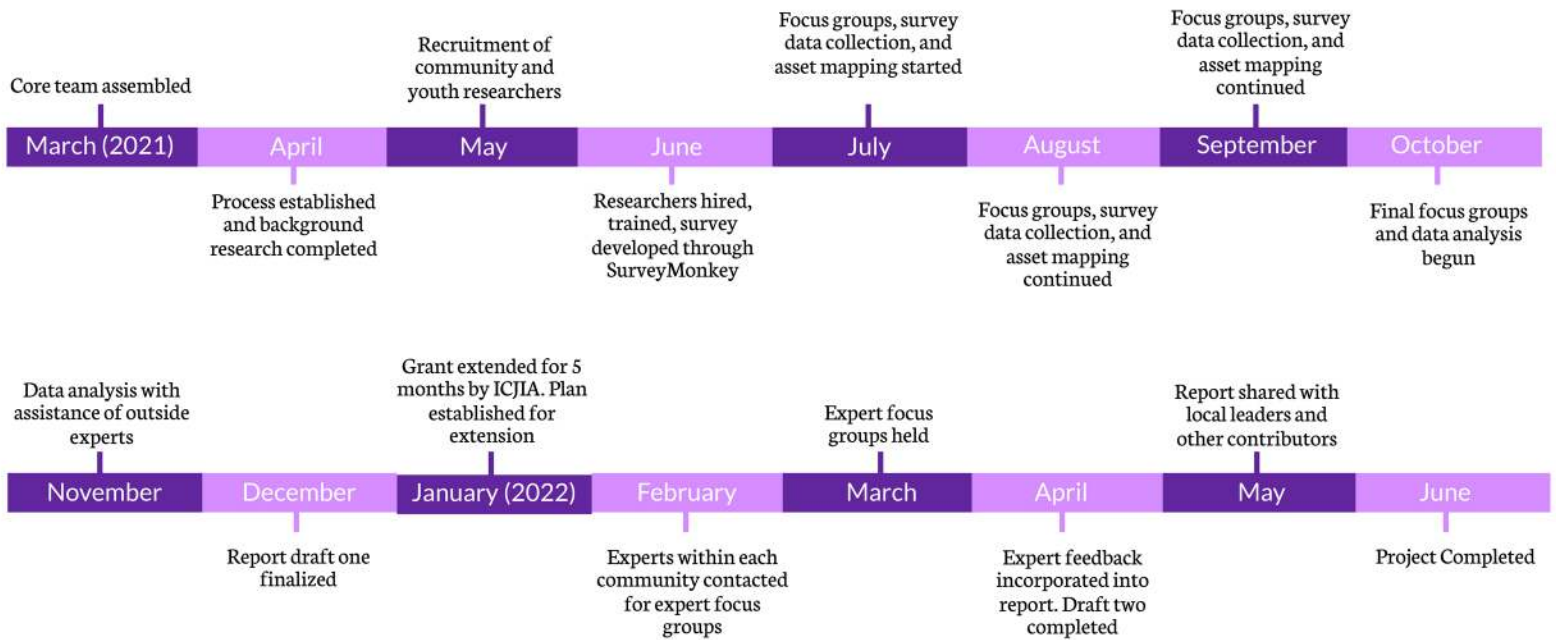 Core team assembled
Recruitment of
community and
youth researchers
Focus groups, survey
data collection, and
asset mapping started
Focus groups, survey
data collection, and
asset mapping
continued
March (2021)
April
May
June
July
August
September
October
Process established
and background
research completed
Researchers hired,
trained, survey
developed through
SurveyMonkey
Focus groups, survey
data collection, and
asset mapping
continued
Final focus groups
and data analysis
begun
Data analysis with
assistance of outside
experts
Grant extended for 5
months by ICJIA. Plan
established for
extension
Expert focus
groups held
Report shared with
local leaders and
other contributors
November
December
January (2022)
February
March
April
May
June
Report draft one
finalized
Experts within each
community contacted
for expert focus
groups
Expert feedback
incorporated into
report. Draft two
completed
Project Completed